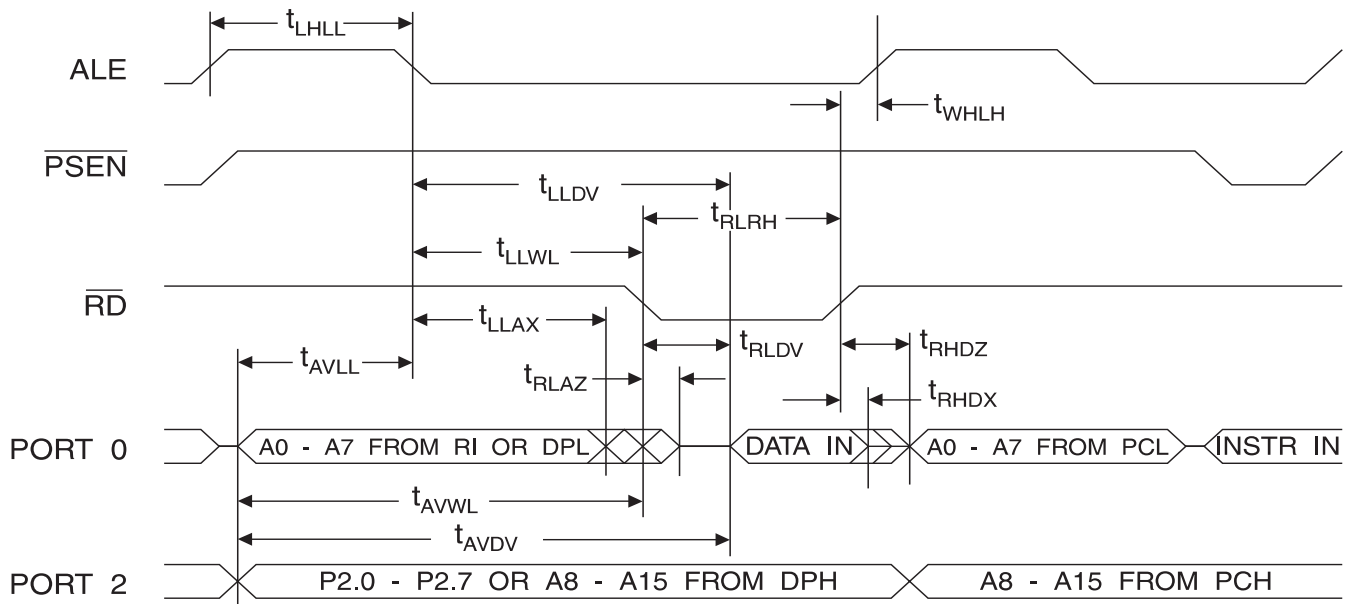 tLHLL
ALE
tWHLH
PSEN
tLLDV
tRLRH
tLLWL
RD
tLLAX
tRLDV
tRHDZ
tAVLL
tRLAZ
tRHDX
PORT 0
A0 - A7 FROM RI OR DPL
DATA IN
A0 - A7 FROM PCL
INSTR IN
tAVWL
tAVDV
PORT 2
P2.0 - P2.7 OR A8 - A15 FROM DPH
A8 - A15 FROM PCH